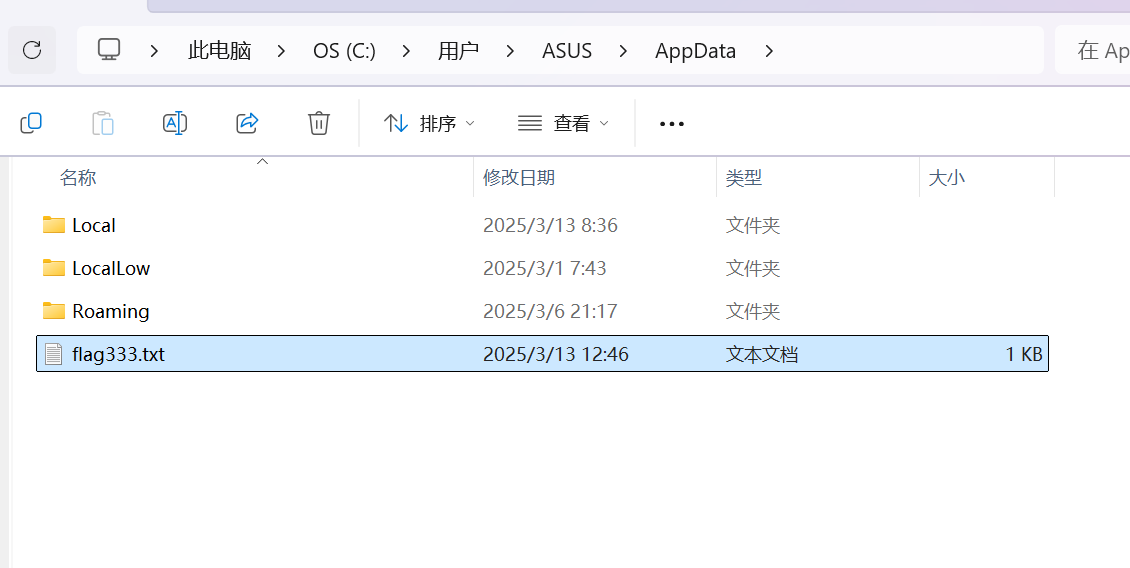 此电脑 OS (C:) 用户 ASUS AppData 在 Ap
排序 查看
名称 修改日期 类型 大小
Local 2025/3/13 8:36 文件夹
LocalLow 2025/3/1 7:43 文件夹
Roaming 2025/3/6 21:17 文件夹
flag333.txt 2025/3/13 12:46 文本文档 1 KB